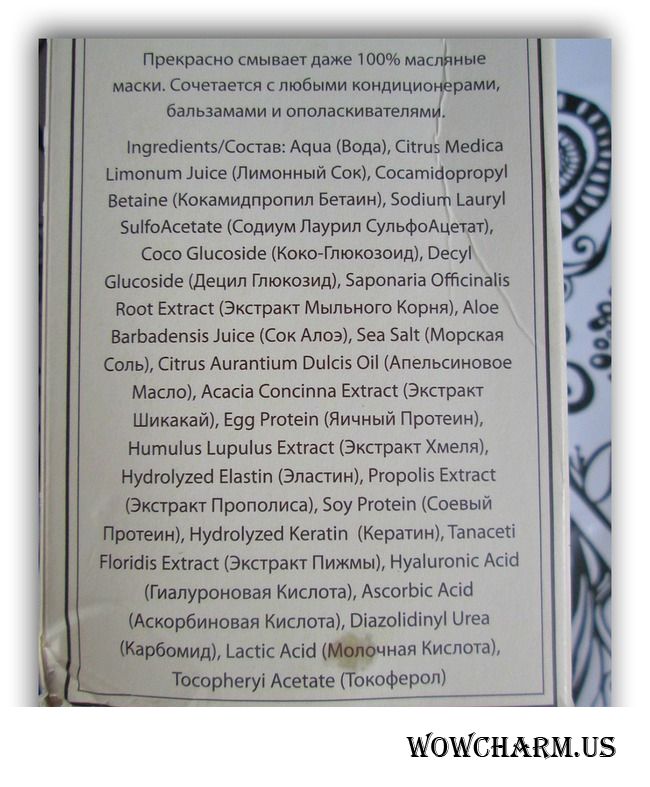 Прекрасно смывает даже 100% масляные
маски. Сочетается с любыми кондиционерами,
бальзамами и ополаскивателями.
Ingredients/Состав: Aqua (Вода), Citrus Medica
Limonum Juice (Лимонный Сок), Cocamidopropyl
Betaine (Кокамидпропил Бетаин), Sodium Lauryl
SulfoAcetate (Содиум Лаурил СульфоАцетат),
Coco Glucoside (Коко-Глюкозоид), Decyl
Glucoside (Децил Глюкозид), Saponaria Officinalis
Root Extract (Экстракт Мыльного Корня), Aloe
Barbadensis Juice (Сок Алоэ), Sea Salt (Морская
Соль), Citrus Aurantium Dulcis Oil (Апельсиновое
Масло), Acacia Concinna Extract (Экстракт
Шикакай), Egg Protein (Яичный Протеин),
Humulus Lupulus Extract (Экстракт Хмеля),
Hydrolyzed Elastin (Эластин), Propolis Extract
(Экстракт Прополиса), Soy Protein (Соевый
Протеин), Hydrolyzed Keratin (Кератин), Tanaceti
Floridis Extract (Экстракт Пижмы), Hyaluronic Acid
(Гиалуроновая Кислота), Ascorbic Acid
(Аскорбиновая Кислота), Diazolidinyl Urea
(Карбомид), Lactic Acid (Молочная Кислота),
Tocopheryi Acetate (Токоферол)
WOWCHARM.US